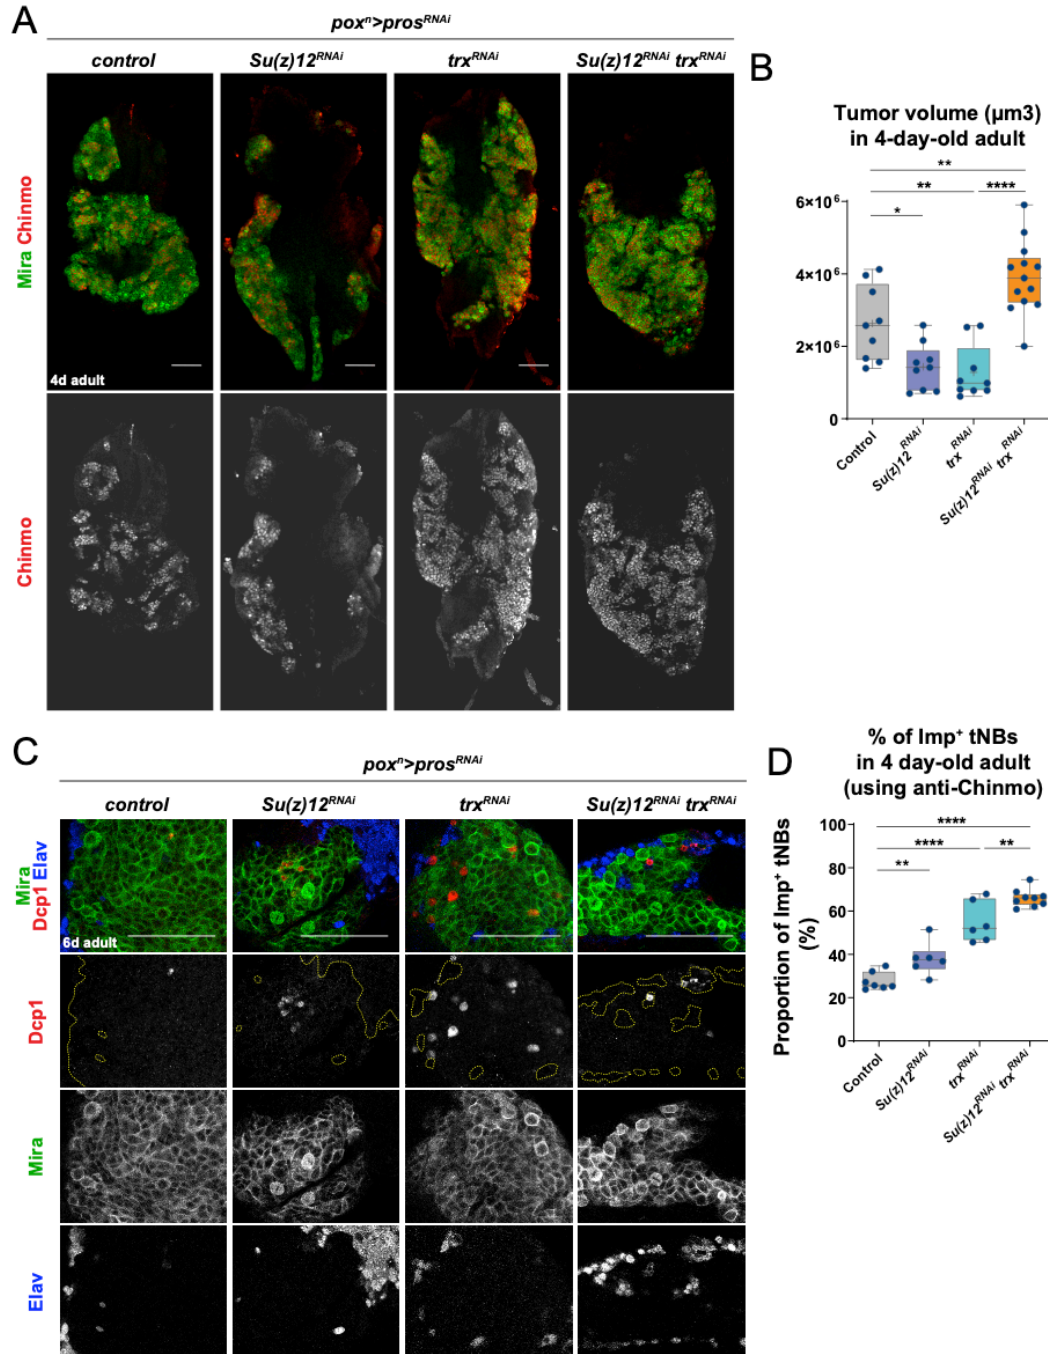 A
poxⁿ>prosᴿᴺᴬⁱ
control
Su(z)12ᴿᴺᴬⁱ
trxᴿᴺᴬⁱ
Su(z)12ᴿᴺᴬⁱ trxᴿᴺᴬⁱ
Mira Chinmo
4d adult
Chinmo
B
Tumor volume (µm3)
in 4-day-old adult
**
** ****
*
6×10⁶
4×10⁶
2×10⁶
0
Control
Su(z)12ᴿᴺᴬⁱ
trxᴿᴺᴬⁱ
Su(z)12ᴿᴺᴬⁱ trxᴿᴺᴬⁱ
C
poxⁿ>prosᴿᴺᴬⁱ
control
Su(z)12ᴿᴺᴬⁱ
trxᴿᴺᴬⁱ
Su(z)12ᴿᴺᴬⁱ trxᴿᴺᴬⁱ
Mira
Dcp1 Elav
6d adult
Dcp1
Mira
Elav
D
% of Imp⁺ tNBs
in 4 day-old adult
(using anti-Chinmo)
****
**** **
**
Proportion of Imp⁺ tNBs
(%)
100
80
60
40
20
0
Control
Su(z)12ᴿᴺᴬⁱ
trxᴿᴺᴬⁱ
Su(z)12ᴿᴺᴬⁱ trxᴿᴺᴬⁱ